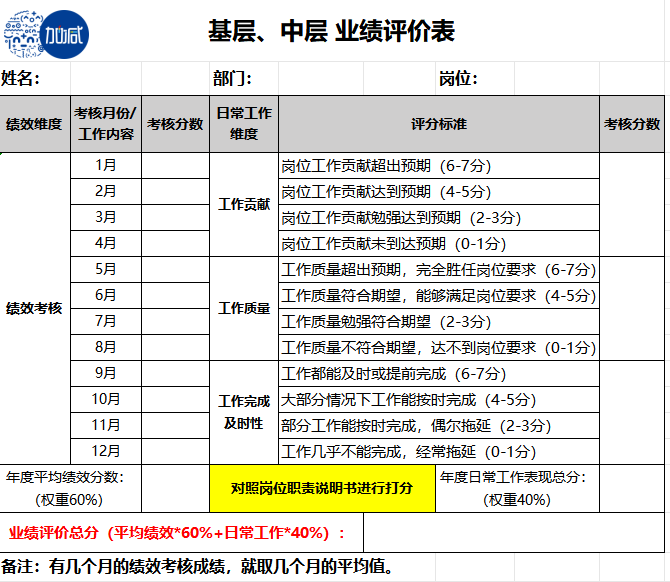 加减
基层、中层 业绩评价表
姓名： 部门： 岗位：
绩效维度 考核月份/工作内容 考核分数 日常工作维度 评分标准 考核分数
绩效考核
1月
2月
3月
4月
5月
6月
7月
8月
9月
10月
11月
12月
工作贡献
岗位工作贡献超出预期（6-7分）
岗位工作贡献达到预期（4-5分）
岗位工作贡献勉强达到预期（2-3分）
岗位工作贡献未到达预期（0-1分）
工作质量
工作质量超出预期，完全胜任岗位要求（6-7分）
工作质量符合期望，能够满足岗位要求（4-5分）
工作质量勉强符合期望（2-3分）
工作质量不符合期望，达不到岗位要求（0-1分）
工作完成
及时性
工作都能及时或提前完成（6-7分）
大部分情况下工作能按时完成（4-5分）
部分工作能按时完成，偶尔拖延（2-3分）
工作几乎不能完成，经常拖延（0-1分）
年度平均绩效分数：
（权重60%）
对照岗位职责说明书进行打分
年度日常工作表现总分：
（权重40%）
业绩评价总分（平均绩效*60%+日常工作*40%）：
备注：有几个月的绩效考核成绩，就取几个月的平均值。